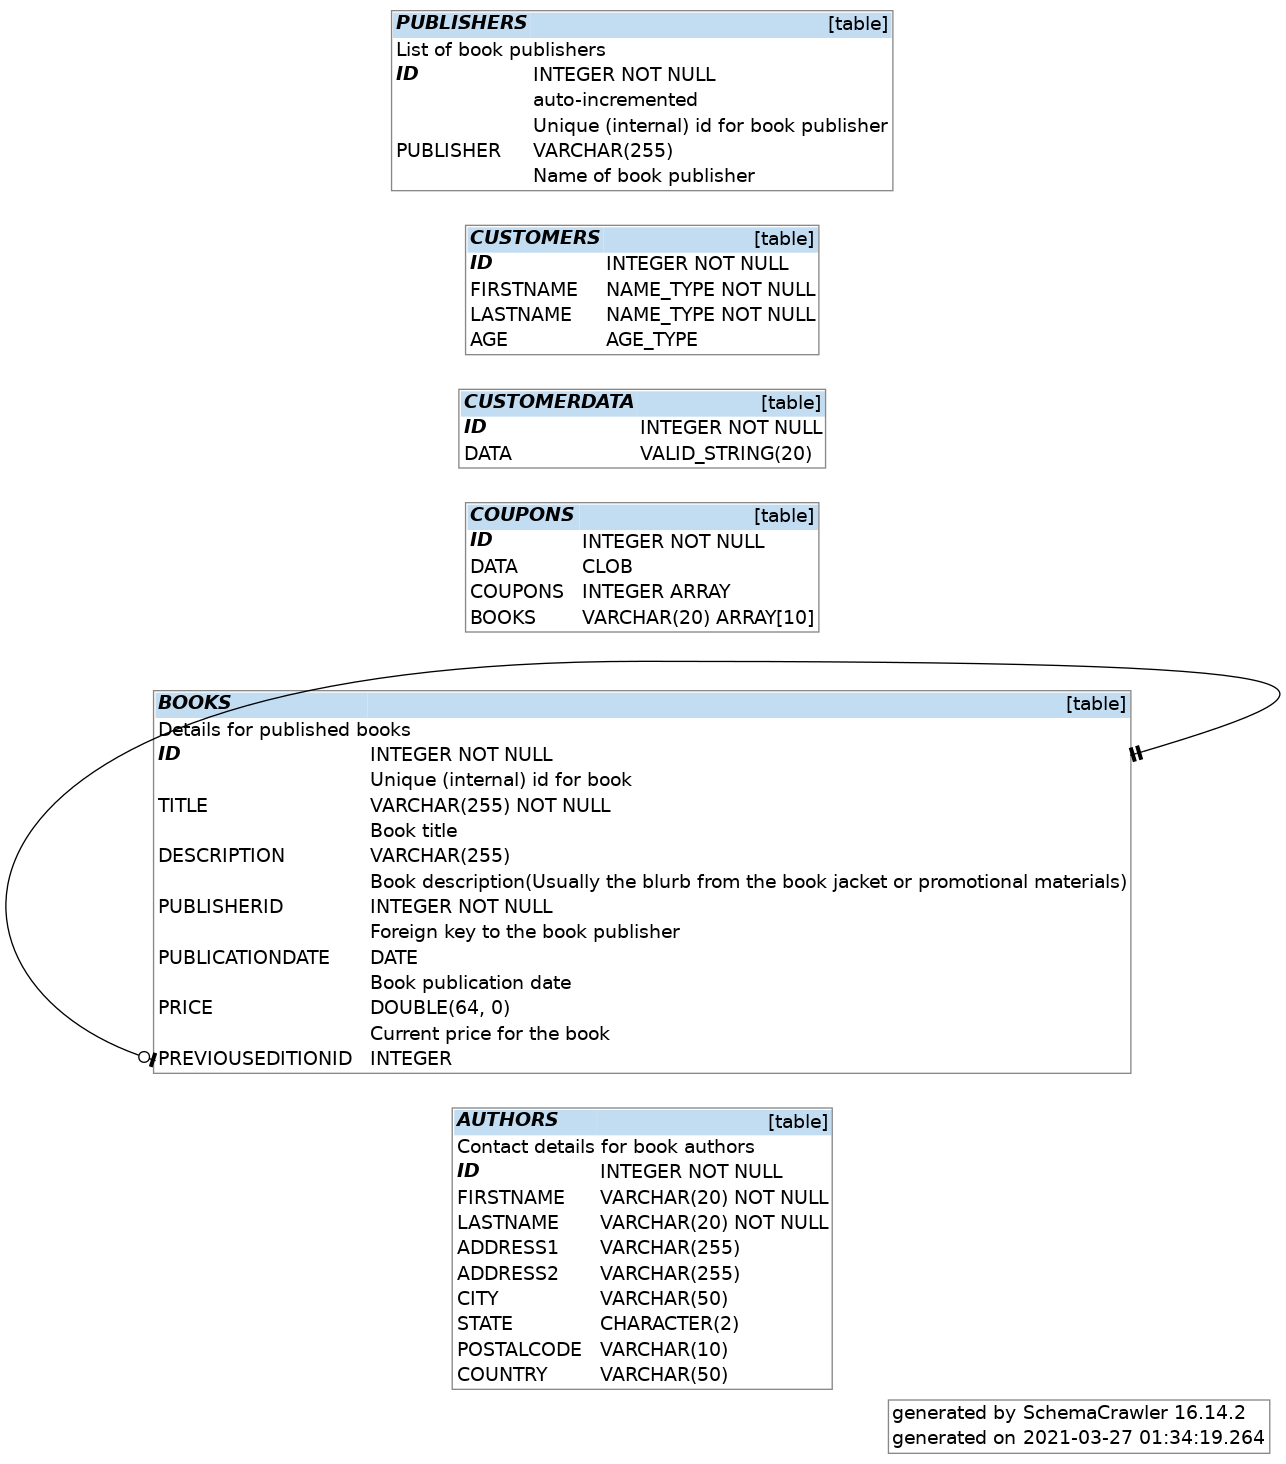 PUBLISHERS [table]
List of book publishers
ID INTEGER NOT NULL
auto-incremented
Unique (internal) id for book publisher
PUBLISHER VARCHAR(255)
Name of book publisher
CUSTOMERS [table]
ID INTEGER NOT NULL
FIRSTNAME NAME_TYPE NOT NULL
LASTNAME NAME_TYPE NOT NULL
AGE AGE_TYPE
CUSTOMERDATA [table]
ID INTEGER NOT NULL
DATA VALID_STRING(20)
COUPONS [table]
ID INTEGER NOT NULL
DATA CLOB
COUPONS INTEGER ARRAY
BOOKS VARCHAR(20) ARRAY[10]
BOOKS [table]
Details for published books
ID INTEGER NOT NULL
Unique (internal) id for book
TITLE VARCHAR(255) NOT NULL
Book title
DESCRIPTION VARCHAR(255)
Book description(Usually the blurb from the book jacket or promotional materials)
PUBLISHERID INTEGER NOT NULL
Foreign key to the book publisher
PUBLICATIONDATE DATE
Book publication date
PRICE DOUBLE(64, 0)
Current price for the book
PREVIOUSEDITIONID INTEGER
AUTHORS [table]
Contact details for book authors
ID INTEGER NOT NULL
FIRSTNAME VARCHAR(20) NOT NULL
LASTNAME VARCHAR(20) NOT NULL
ADDRESS1 VARCHAR(255)
ADDRESS2 VARCHAR(255)
CITY VARCHAR(50)
STATE CHARACTER(2)
POSTALCODE VARCHAR(10)
COUNTRY VARCHAR(50)
generated by SchemaCrawler 16.14.2
generated on 2021-03-27 01:34:19.264